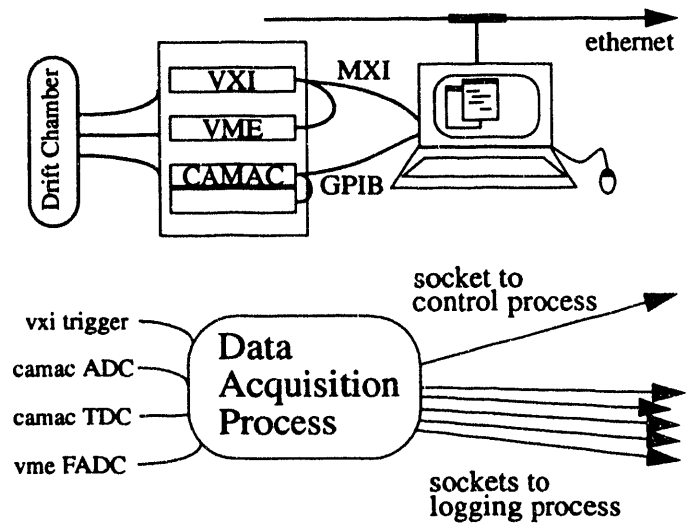 ethernet
VXI
MXI
VME
Drift Chamber
CAMAC
GPIB
socket to
control process
vxi trigger
camac ADC
camac TDC
vme FADC
Data
Acquisition
Process
sockets to
logging process